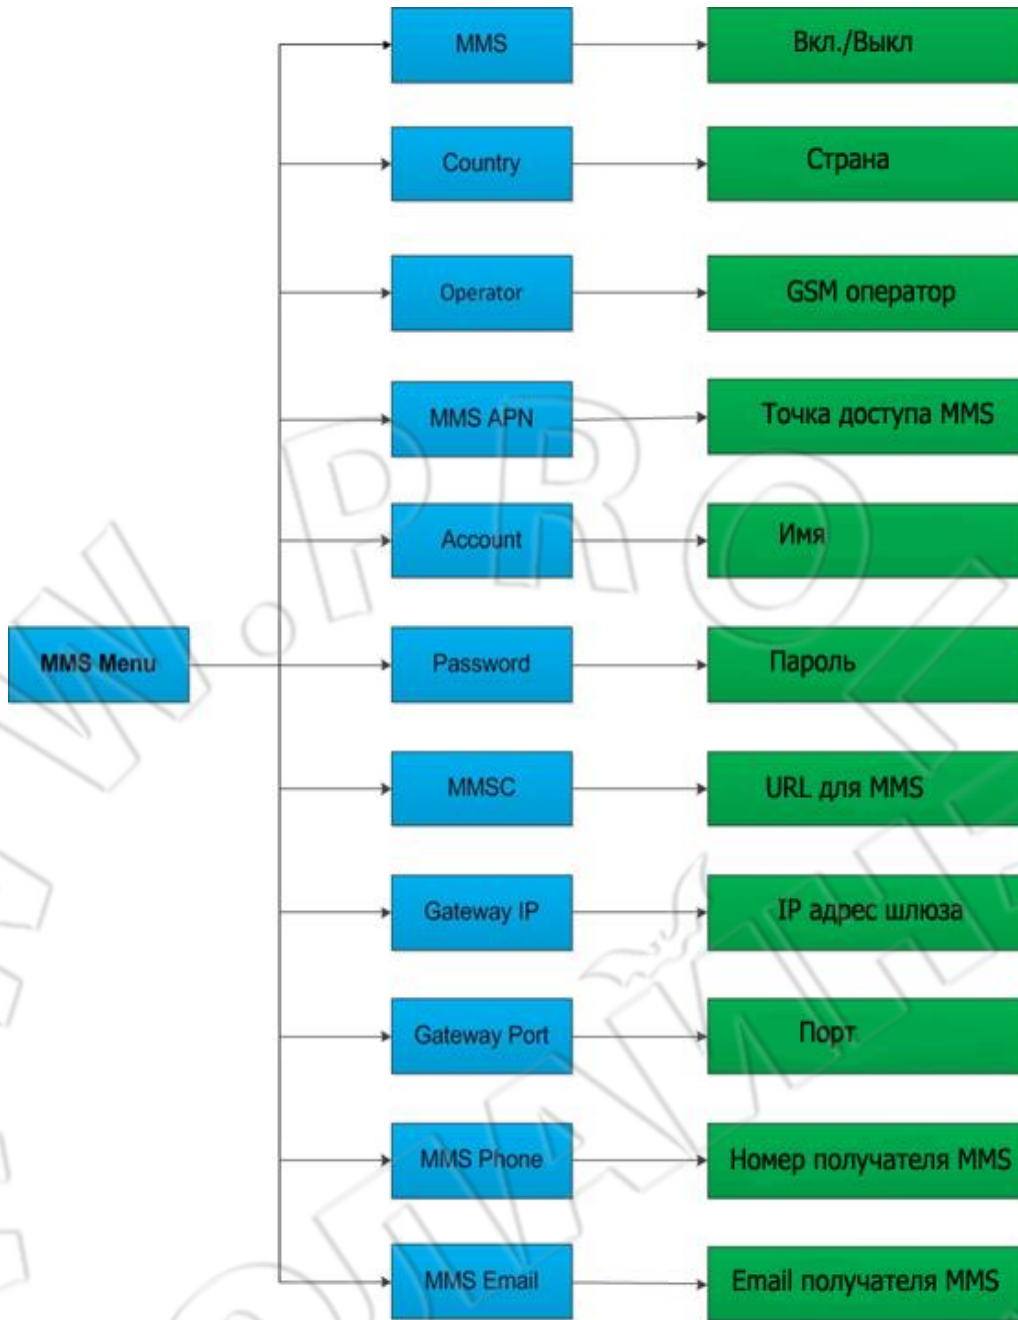 MMS Вкл./Выкл
Country Страна
Operator GSM оператор
MMS APN Точка доступа MMS
Account Имя
MMS Menu Password Пароль
MMSC URL для MMS
Gateway IP IP адрес шлюза
Gateway Port Порт
MMS Phone Номер получателя MMS
MMS Email Email получателя MMS